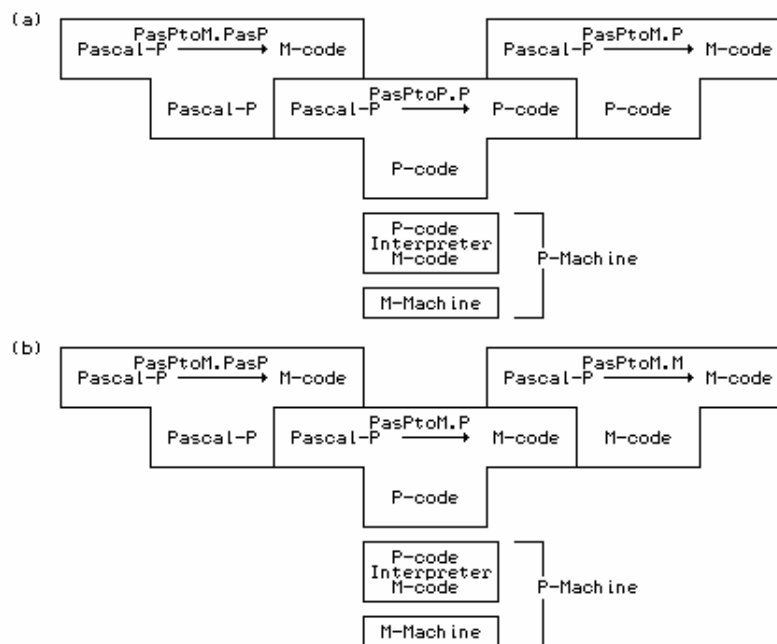 (a)
PasPtoM.PasP PasPtoM.P
Pascal-P M-code Pascal-P M-code
PasPtoP.P
Pascal-P Pascal-P P-code P-code
P-code
P-code
Interpreter P-Machine
M-code
M-Machine
(b)
PasPtoM.PasP PasPtoM.M
Pascal-P M-code Pascal-P M-code
PasPtoM.P
Pascal-P Pascal-P M-code M-code
P-code
P-code
Interpreter P-Machine
M-code
M-Machine